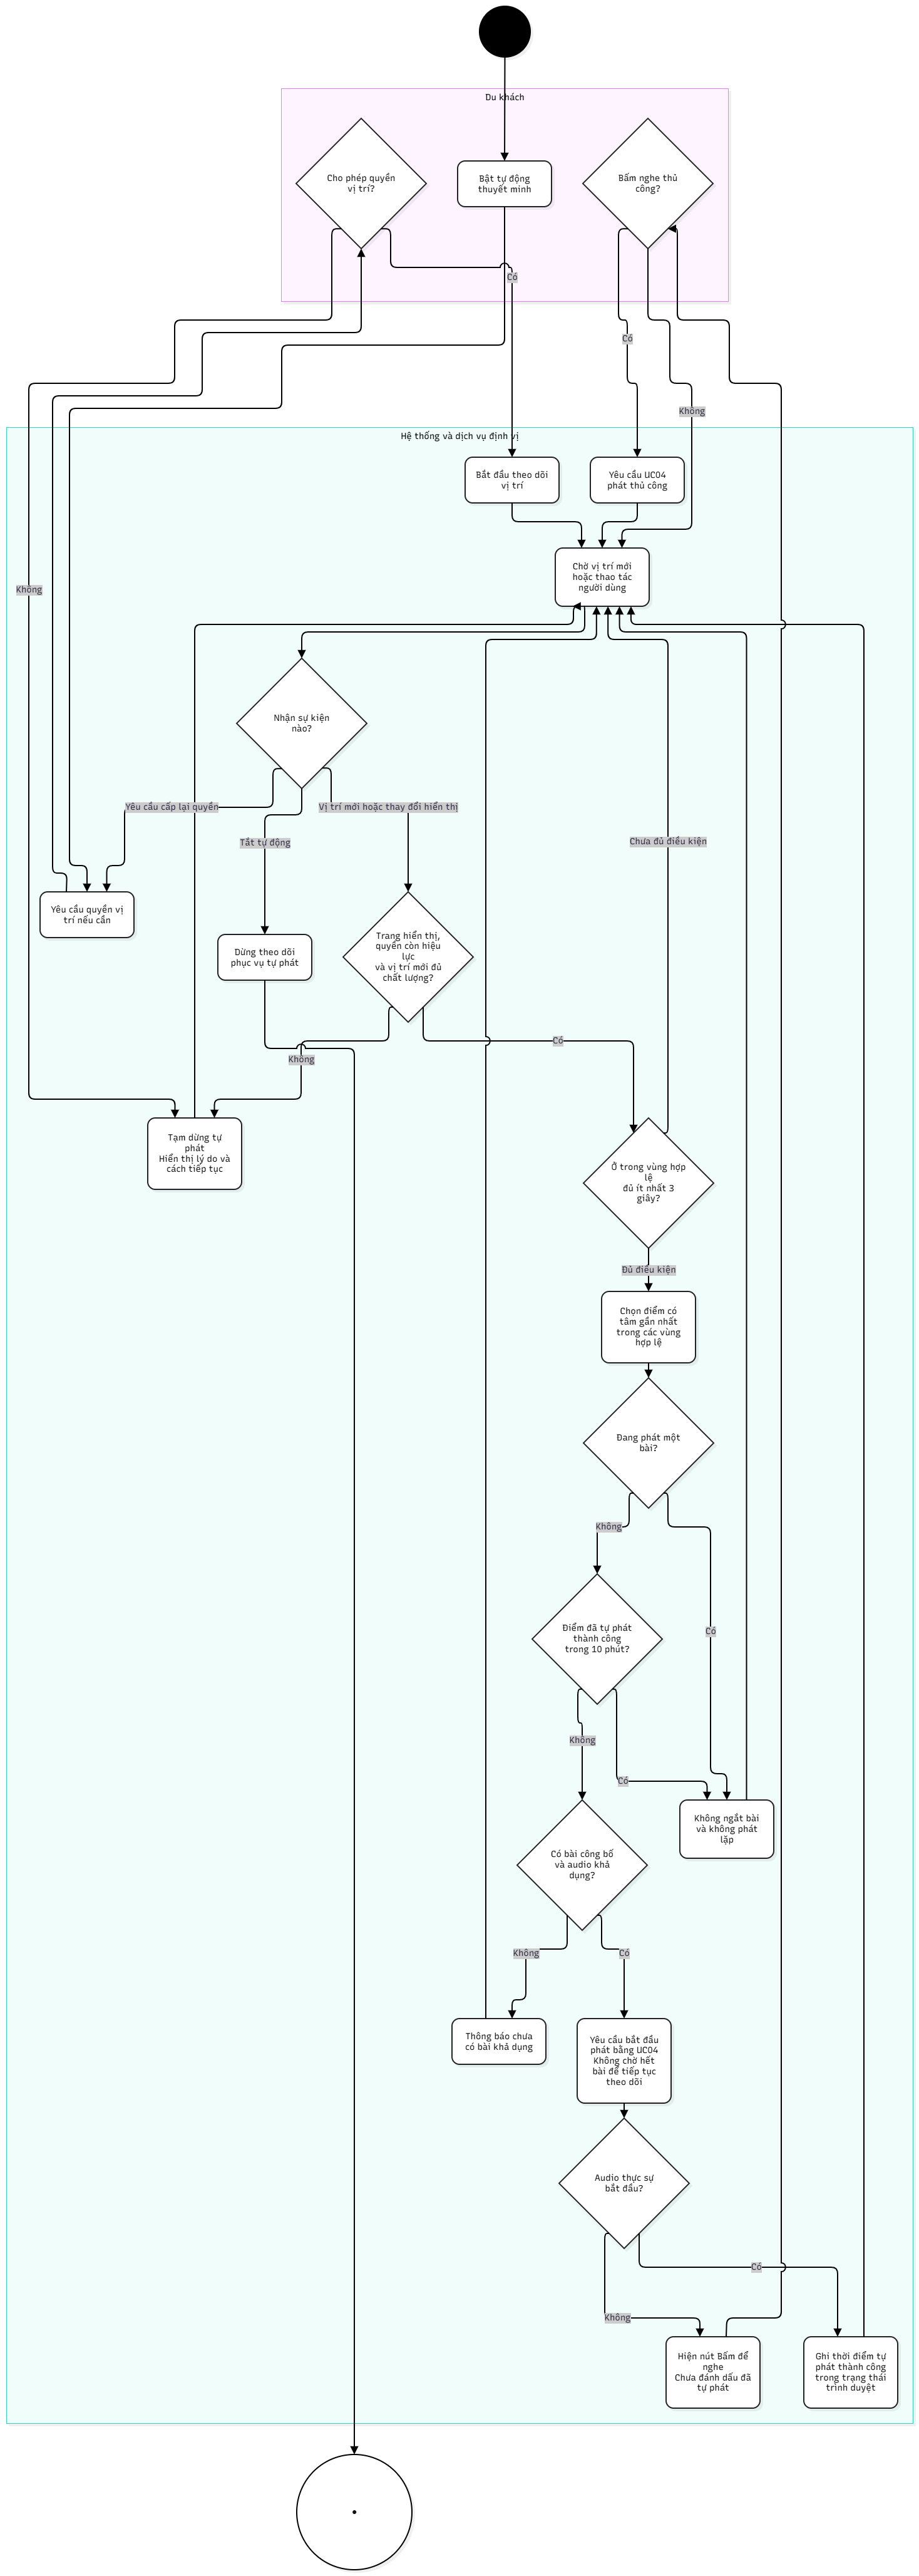 Du khách
Cho phép quyền
vị trí?
Bật tự động
thuyết minh
Bấm nghe thủ
công?
Có
Có
Không
Hệ thống và dịch vụ định vị
Bắt đầu theo dõi
vị trí
Yêu cầu UC04
phát thủ công
Chờ vị trí mới
hoặc thao tác
người dùng
Không
Nhận sự kiện
nào?
Yêu cầu cấp lại quyền
Vị trí mới hoặc thay đổi hiển thị
Tắt tự động
Chưa đủ điều kiện
Yêu cầu quyền vị
trí nếu cần
Dừng theo dõi
phục vụ tự phát
Trang hiển thị,
quyền còn hiệu
lực
và vị trí mới đủ
chất lượng?
Có
Không
Tạm dừng tự
phát
Hiển thị lý do và
cách tiếp tục
Ở trong vùng hợp
lệ
đủ ít nhất 3
giây?
Đủ điều kiện
Chọn điểm có
tâm gần nhất
trong các vùng
hợp lệ
Đang phát một
bài?
Không
Có
Điểm đã tự phát
thành công
trong 10 phút?
Không
Có
Không ngắt bài
và không phát
lặp
Có bài công bố
và audio khả
dụng?
Không
Có
Thông báo chưa
có bài khả dụng
Yêu cầu bắt đầu
phát bằng UC04
Không chờ hết
bài để tiếp tục
theo dõi
Audio thực sự
bắt đầu?
Có
Không
Hiện nút Bấm để
nghe
Chưa đánh dấu đã
tự phát
Ghi thời điểm tự
phát thành công
trong trạng thái
trình duyệt